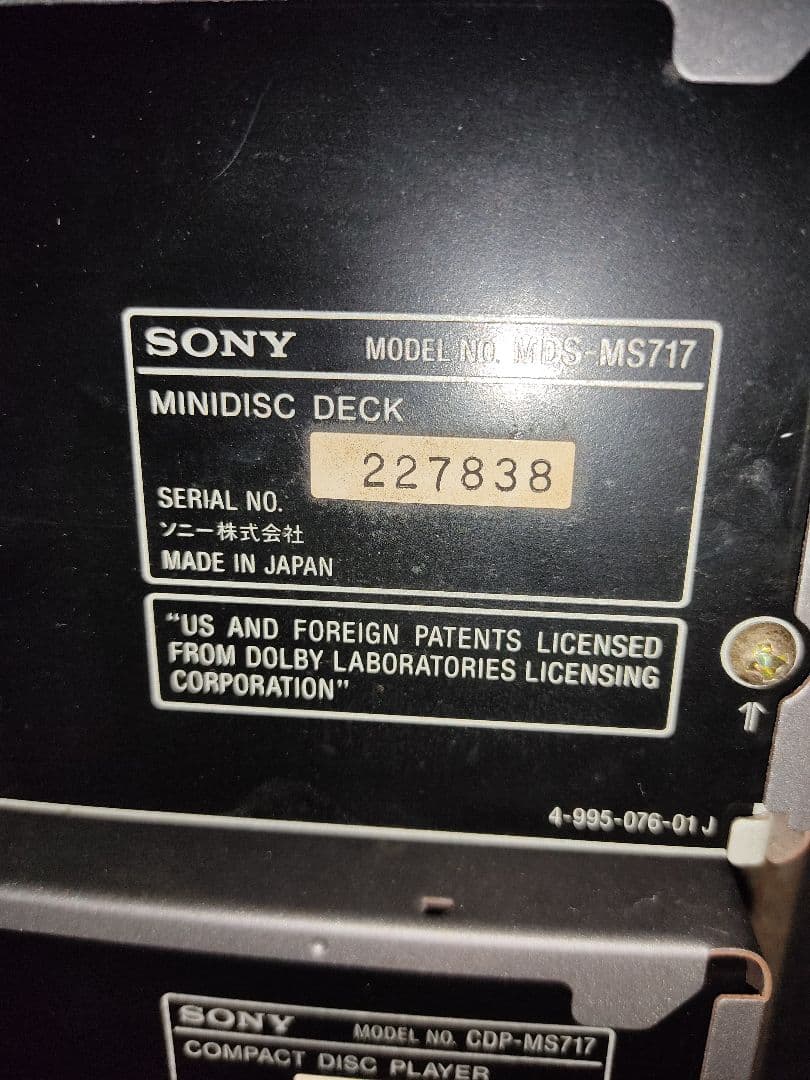 SONY MODEL NO. MDS-MS717
MINIDISC DECK
227838
SERIAL NO.
ソニー株式会社
MADE IN JAPAN
“US AND FOREIGN PATENTS LICENSED
FROM DOLBY LABORATORIES LICENSING
CORPORATION”
4-995-076-01 J
SONY MODEL NO. CDP-MS717
COMPACT DISC PLAYER